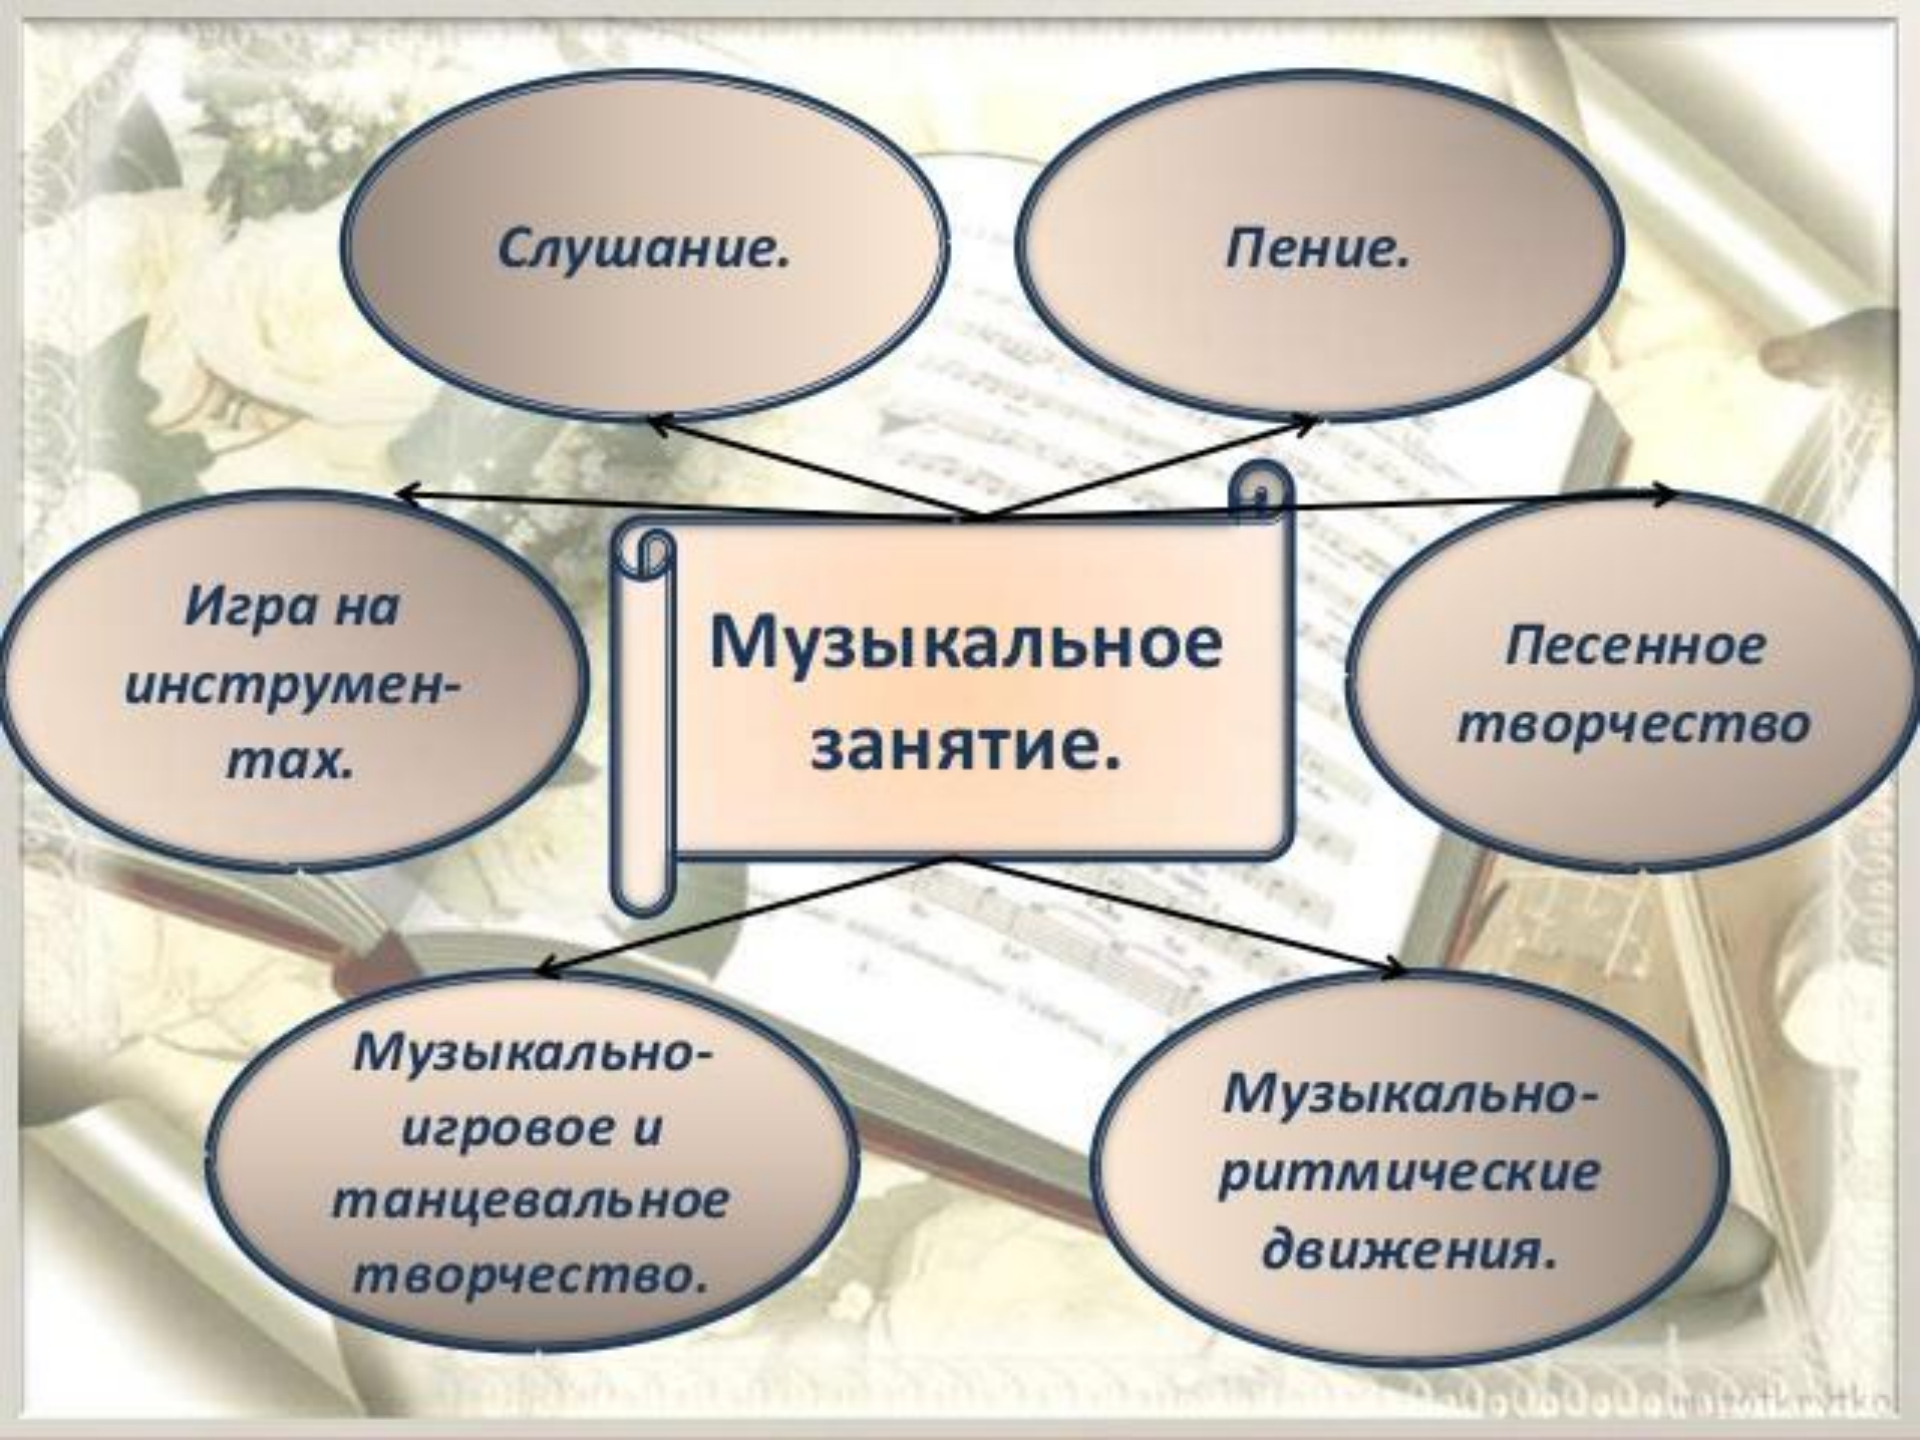 Слушание.
Пение.
Игра на
инструмен-
тах.
Музыкальное
занятие.
Песенное
творчество
Музыкально-
игровое и
танцевальное
творчество.
Музыкально-
ритмические
движения.